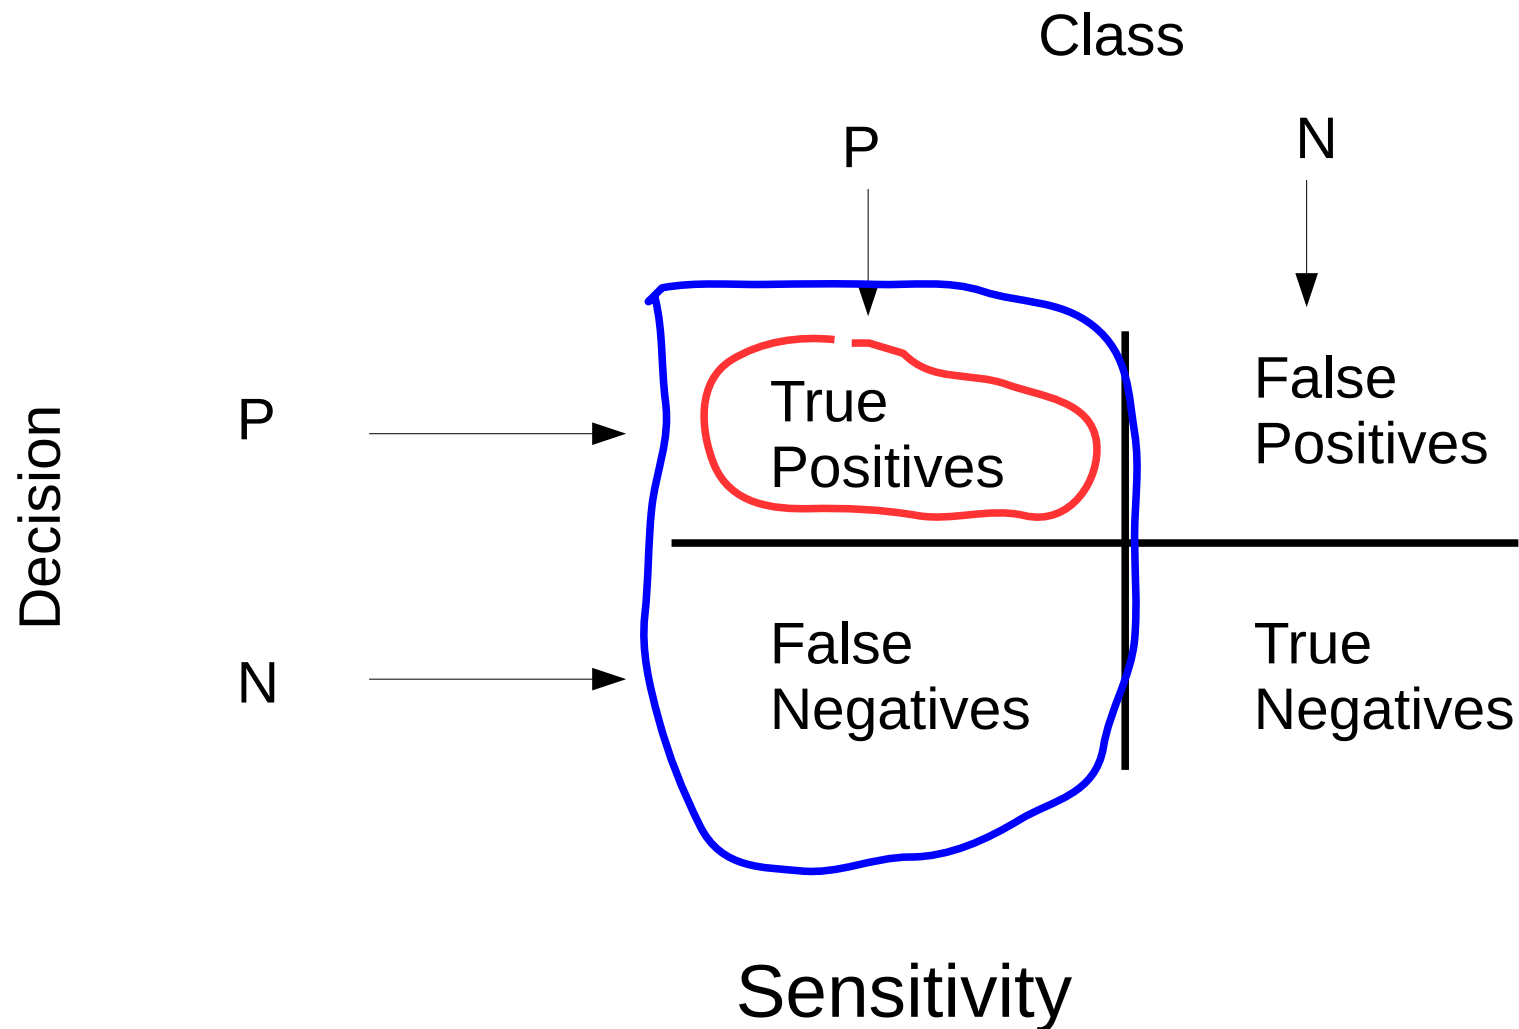 Class
P
N
Decision
P
True
Positives
False
Positives
N
False
Negatives
True
Negatives
Sensitivity